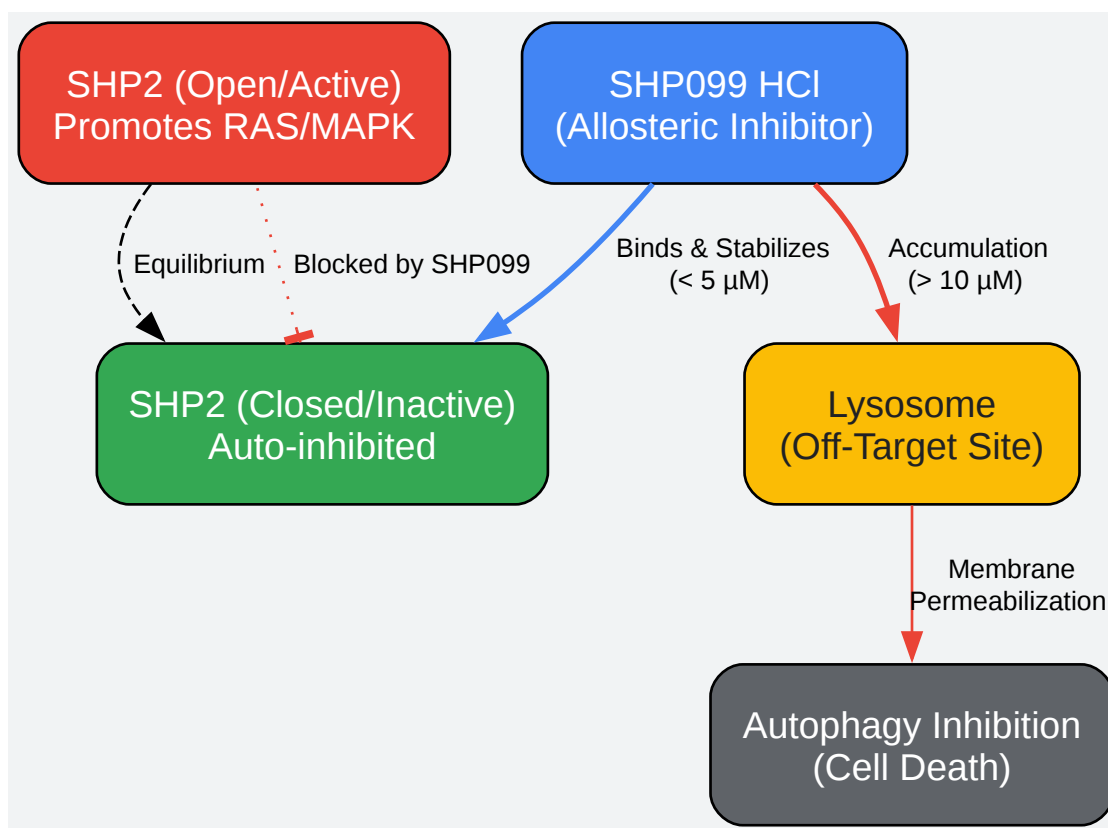 SHP2 (Open/Active)
Promotes RAS/MAPK
SHP099 HCl
(Allosteric Inhibitor)
Equilibrium
Blocked by SHP099
Binds & Stabilizes
(< 5 µM)
Accumulation
(> 10 µM)
SHP2 (Closed/Inactive)
Auto-inhibited
Lysosome
(Off-Target Site)
Membrane
Permeabilization
Autophagy Inhibition
(Cell Death)